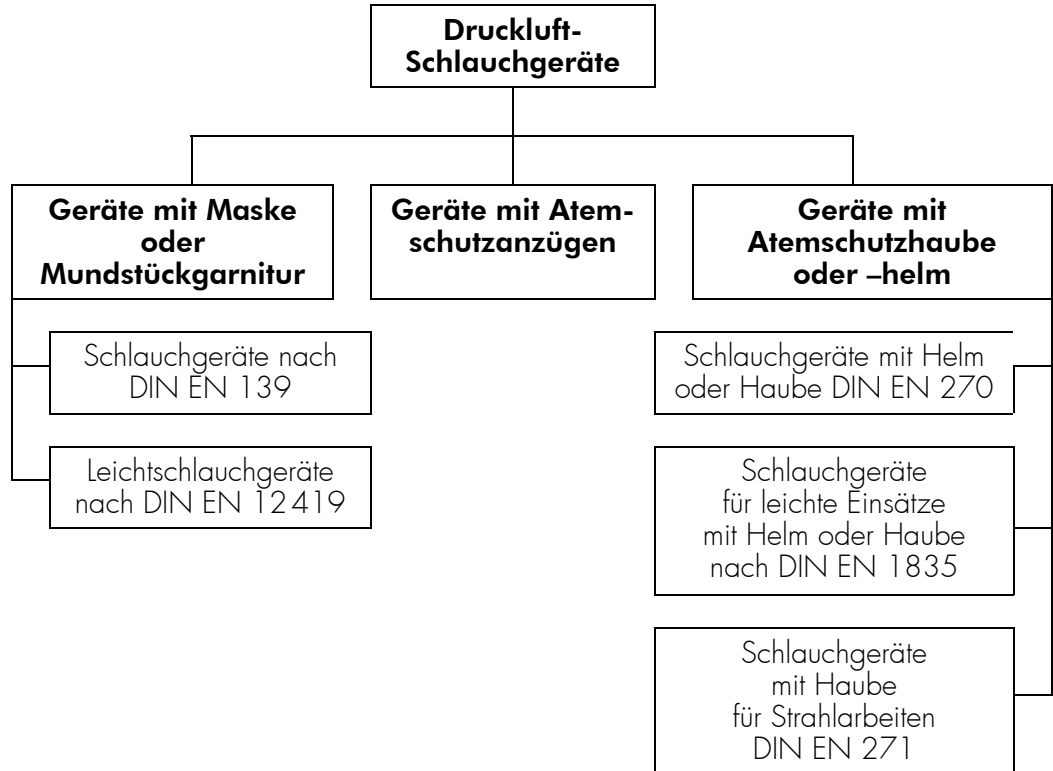 Druckluft-
Schlauchgeräte
Geräte mit Maske
oder
Mundstückgarnitur
Geräte mit Atem-
schutzanzügen
Geräte mit
Atemschutzhaube
oder –helm
Schlauchgeräte nach
DIN EN 139
Leichtschlauchgeräte
nach DIN EN 12419
Schlauchgeräte mit Helm
oder Haube DIN EN 270
Schlauchgeräte
für leichte Einsätze
mit Helm oder Haube
nach DIN EN 1835
Schlauchgeräte
mit Haube
für Strahlarbeiten
DIN EN 271